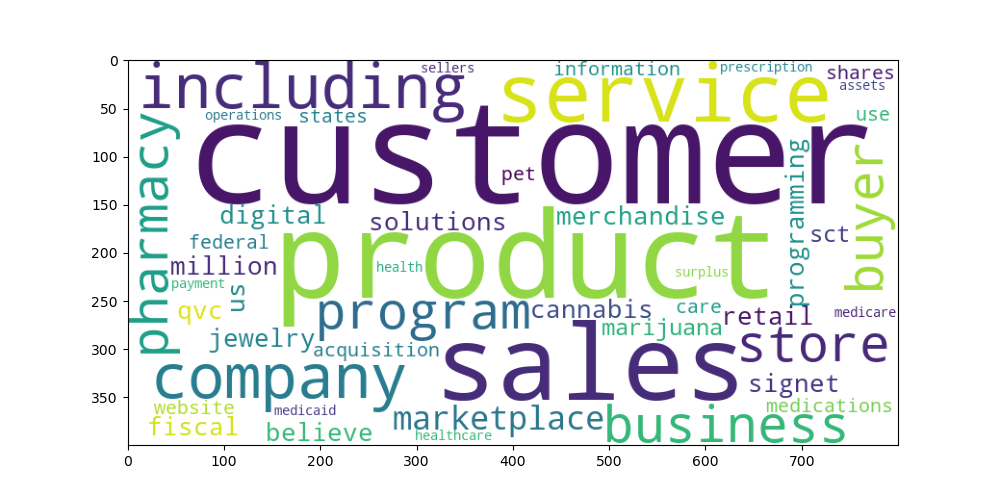 0
50
100
150
200
250
300
350
0 100 200 300 400 500 600 700
including sellers service information prescription shares
assets
operations states use
customer
pet
pharmacy
programming
buyer
digital solutions merchandise
federal product sct
million health surplus
payment us
qvc program cannabis care retail medicare
marijuana
jewelry acquisition sales store
company signet
website medicaid marketplace medications
fiscal believe healthcare business